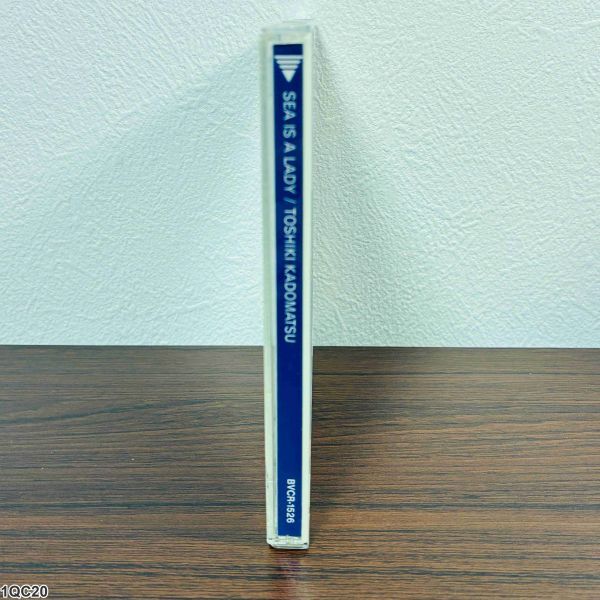 SEA IS A LADY / TOSHIKI KADOMATSU
BVCR-1526
1QC20